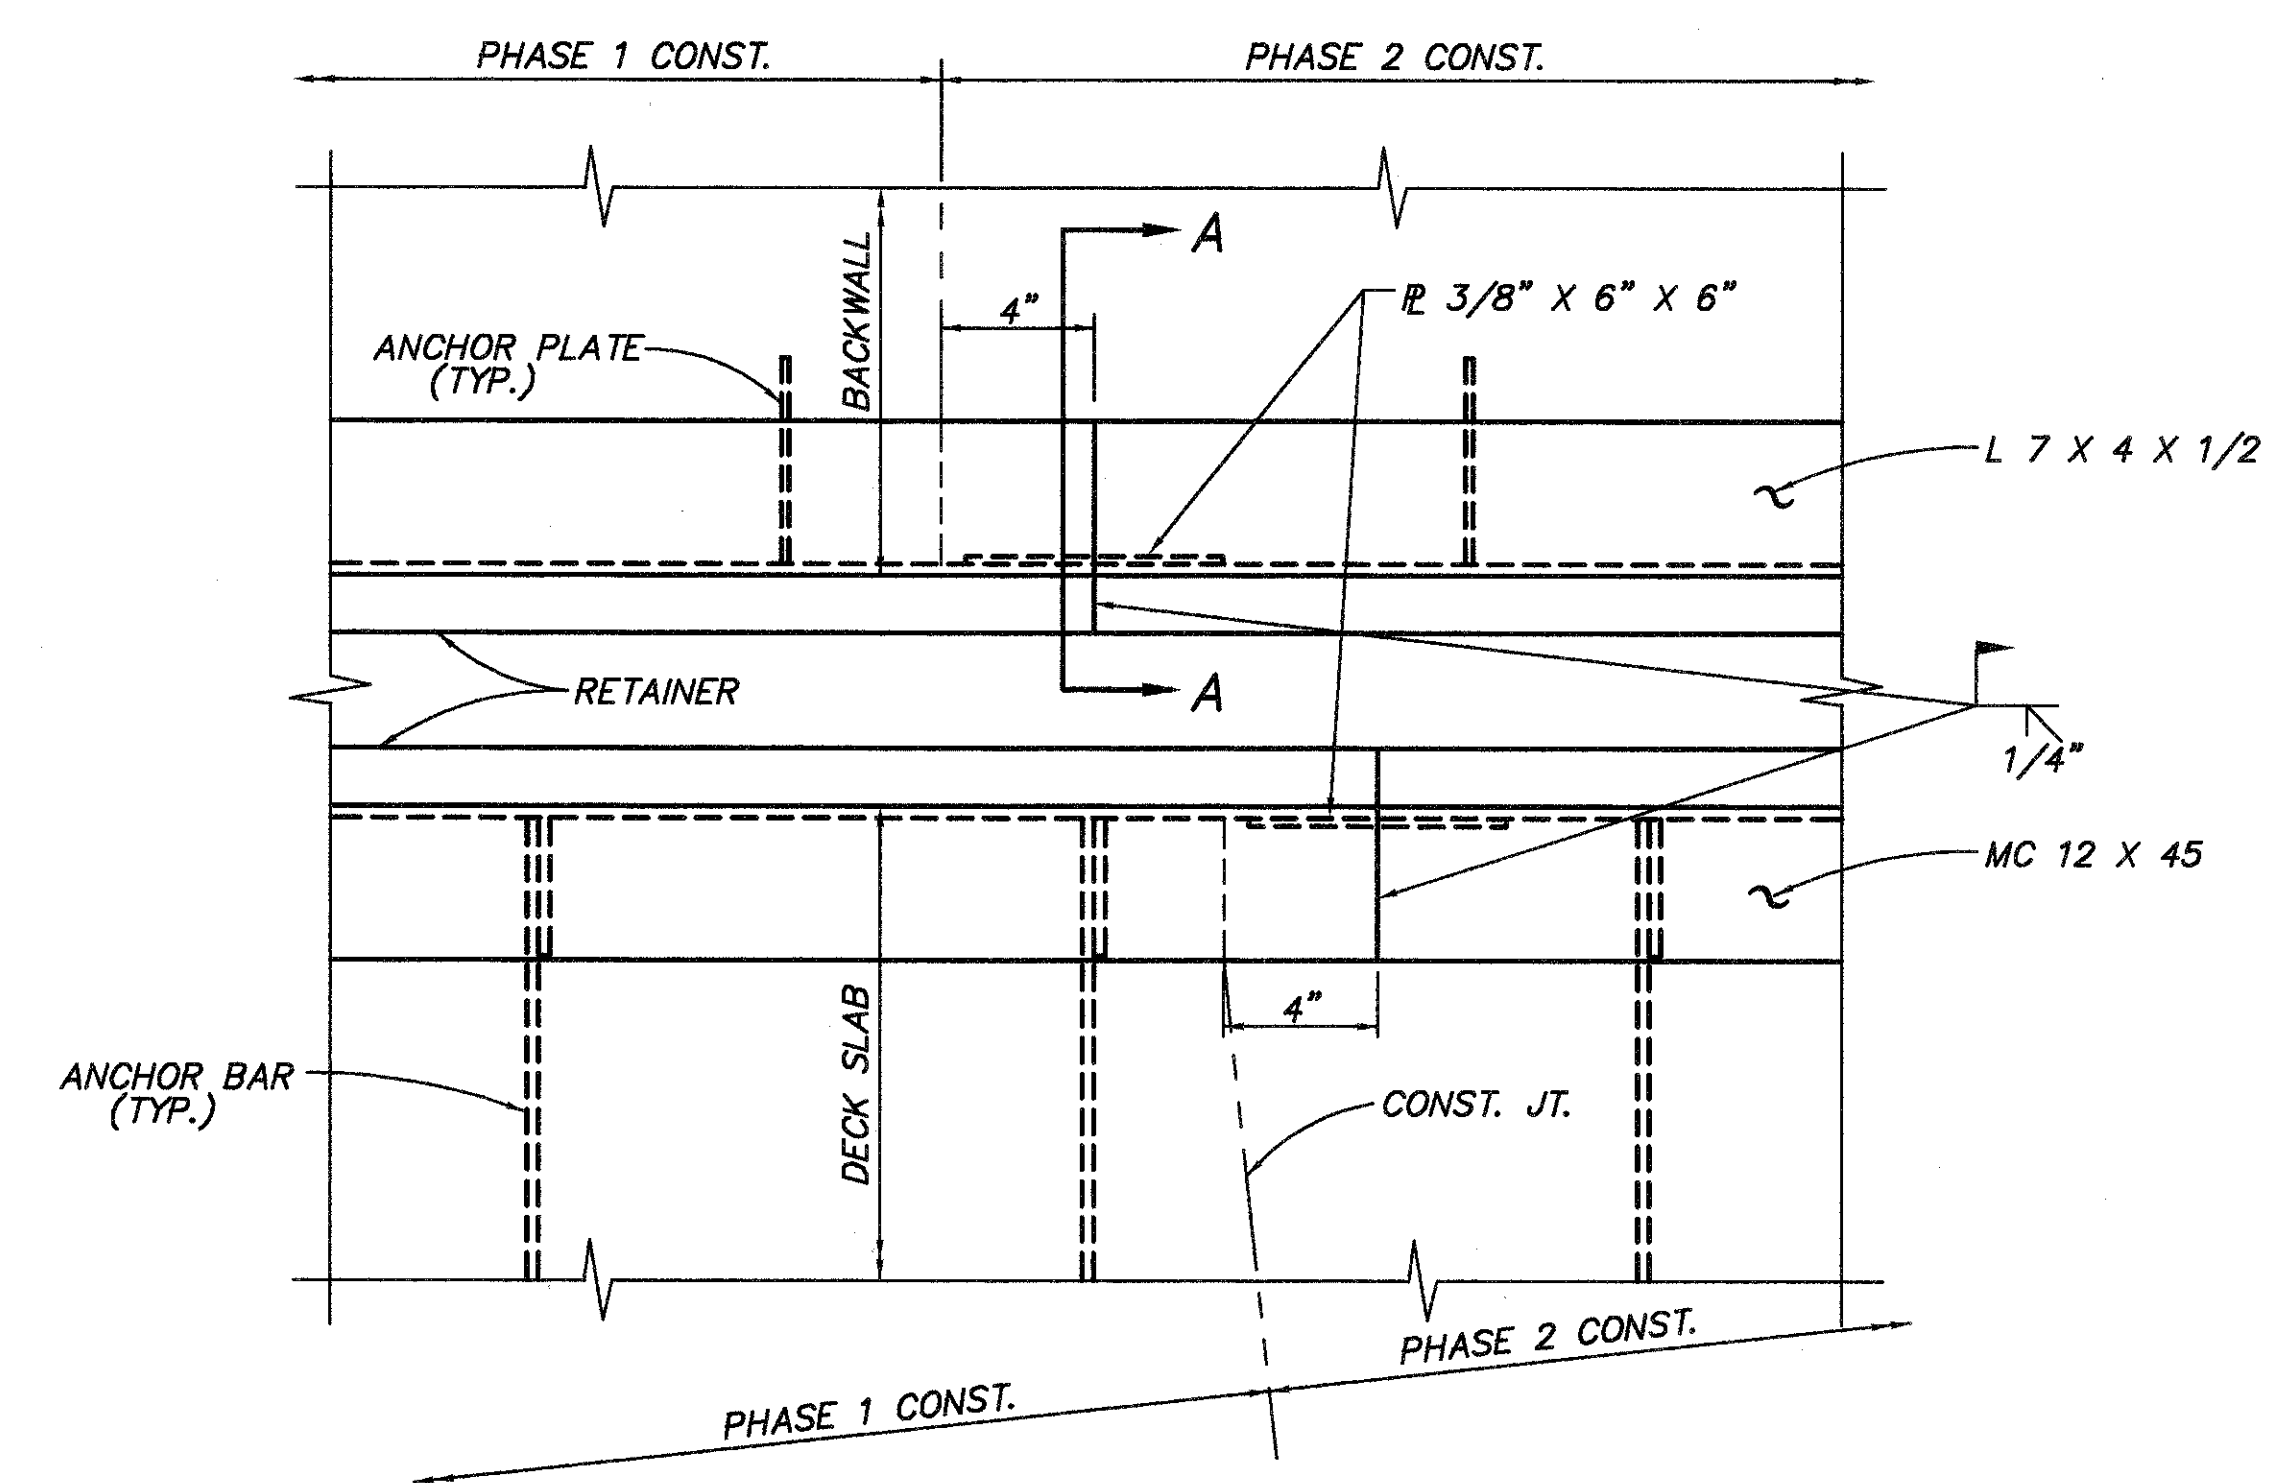 PHASE 1 CONST.
PHASE 2 CONST.
A
BACKWALL
4"
PL 3/8" X 6" X 6"
ANCHOR PLATE
(TYP.)
L 7 X 4 X 1/2
RETAINER
A
1/4"
MC 12 X 45
DECK SLAB
4"
ANCHOR BAR
(TYP.)
CONST. JT.
PHASE 2 CONST.
PHASE 1 CONST.